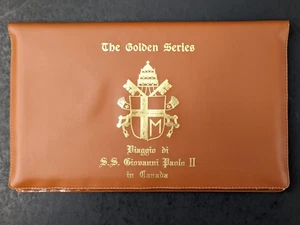 The Golden Series
M
Viaggio di
S.S. Giovanni Paolo II
in Canada